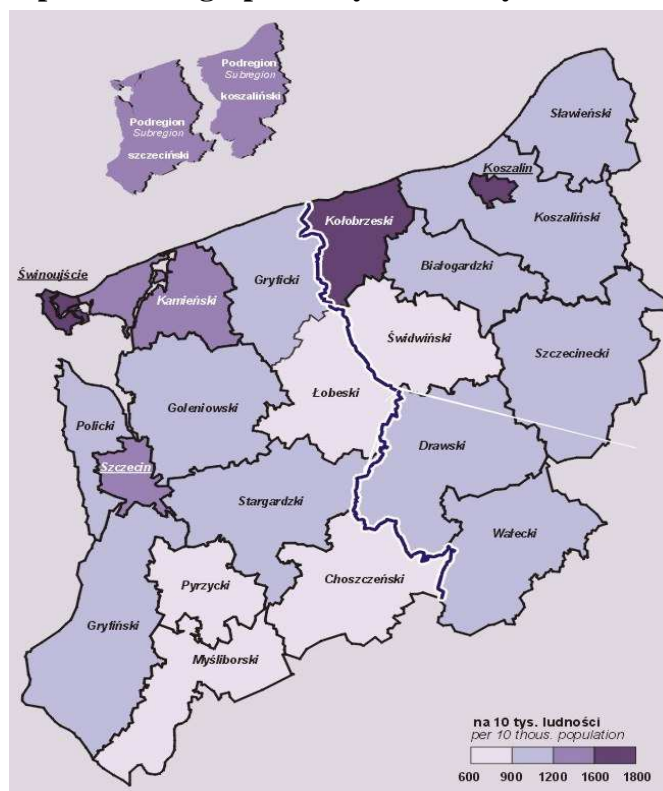 Podregion
Subregion
koszaliński
Podregion
Subregion
szczeciński
Sławieński
Koszalin
Kołobrzeski
Koszaliński
Białogardzki
Świnoujście
Kamieński
Gryficki
Świdwiński
Szczecinecki
Łobeski
Goleniowski
Policki
Drawski
Szczecin
Stargardzki
Wałecki
Choszczeński
Pyrzycki
Gryfiński
Myśliborski
na 10 tys. ludności
per 10 thous. population
600 900 1200 1600 1800